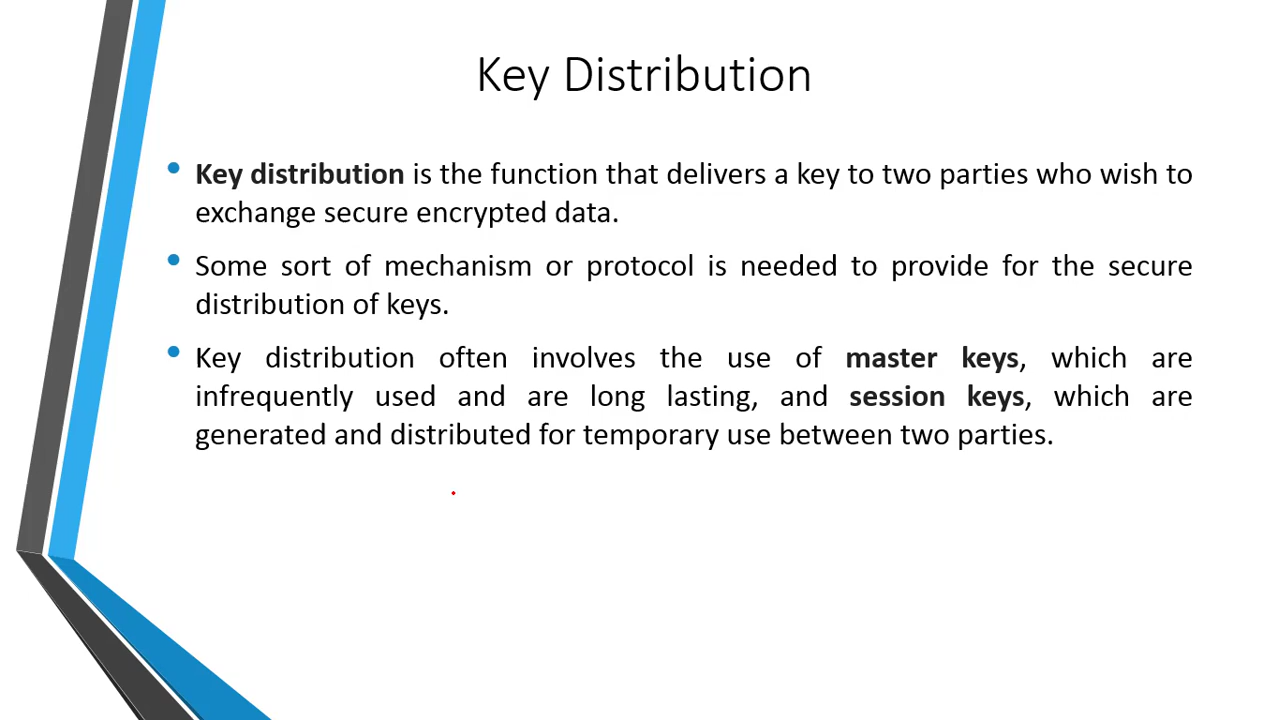 Key Distribution
• Key distribution is the function that delivers a key to two parties who wish to
exchange secure encrypted data.
• Some sort of mechanism or protocol is needed to provide for the secure
distribution of keys.
• Key distribution often involves the use of master keys, which are
infrequently used and are long lasting, and session keys, which are
generated and distributed for temporary use between two parties.